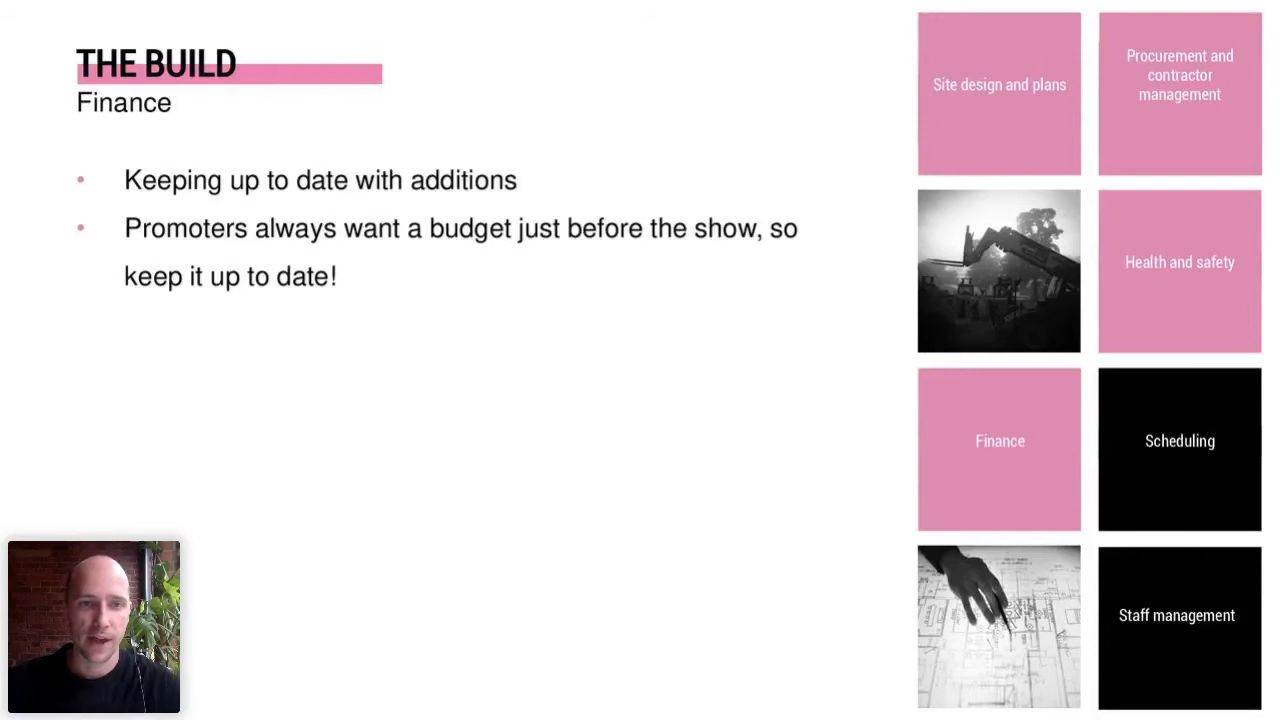 THE BUILD
Finance
• Keeping up to date with additions
• Promoters always want a budget just before the show, so
keep it up to date!
Site design and plans
Procurement and
contractor
management
Health and safety
Finance
Scheduling
Staff management